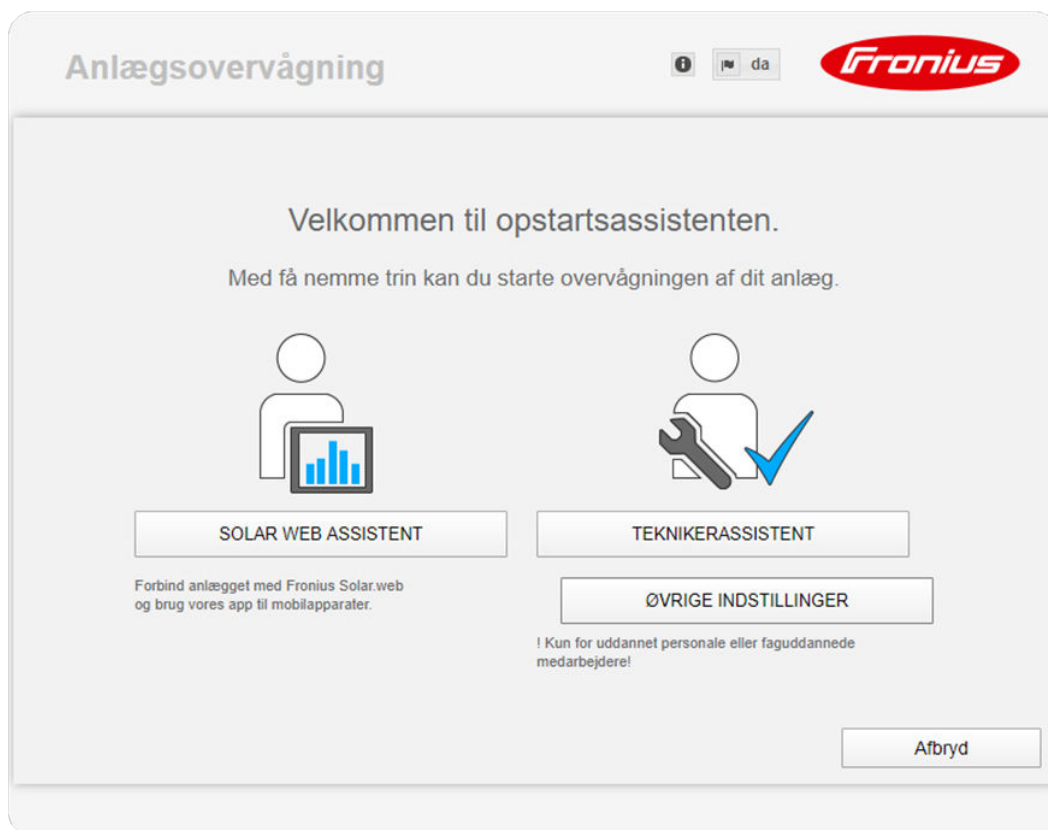 Anlægsovervågning
da
Fronius
Velkommen til opstartsassistenten.
Med få nemme trin kan du starte overvågningen af dit anlæg.
SOLAR WEB ASSISTENT
Forbind anlægget med Fronius Solar.web
og brug vores app til mobilapparater.
TEKNIKERASSISTENT
ØVRIGE INDSTILLINGER
! Kun for uddannet personale eller faguddannede
medarbejdere!
Afbryd